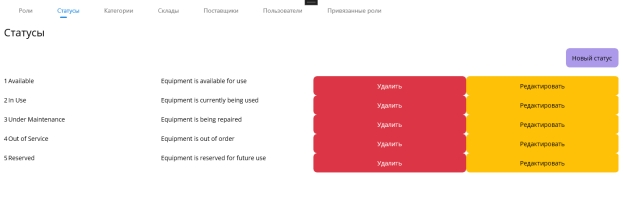 Роли Статусы Категории Склады Поставщики Пользователи Привязанные роли
Статусы
Новый статус
1 Available Equipment is available for use Удалить Редактировать
2 In Use Equipment is currently being used Удалить Редактировать
3 Under Maintenance Equipment is being repaired Удалить Редактировать
4 Out of Service Equipment is out of order Удалить Редактировать
5 Reserved Equipment is reserved for future use Удалить Редактировать